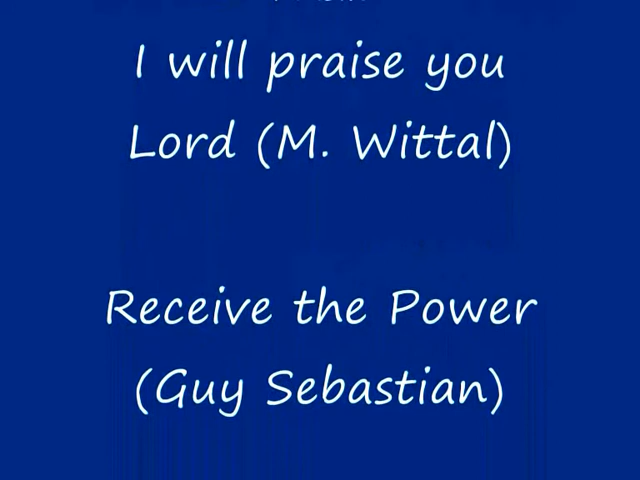 I will praise you
Lord (M. Wittal)
Receive the Power
(Guy Sebastian)